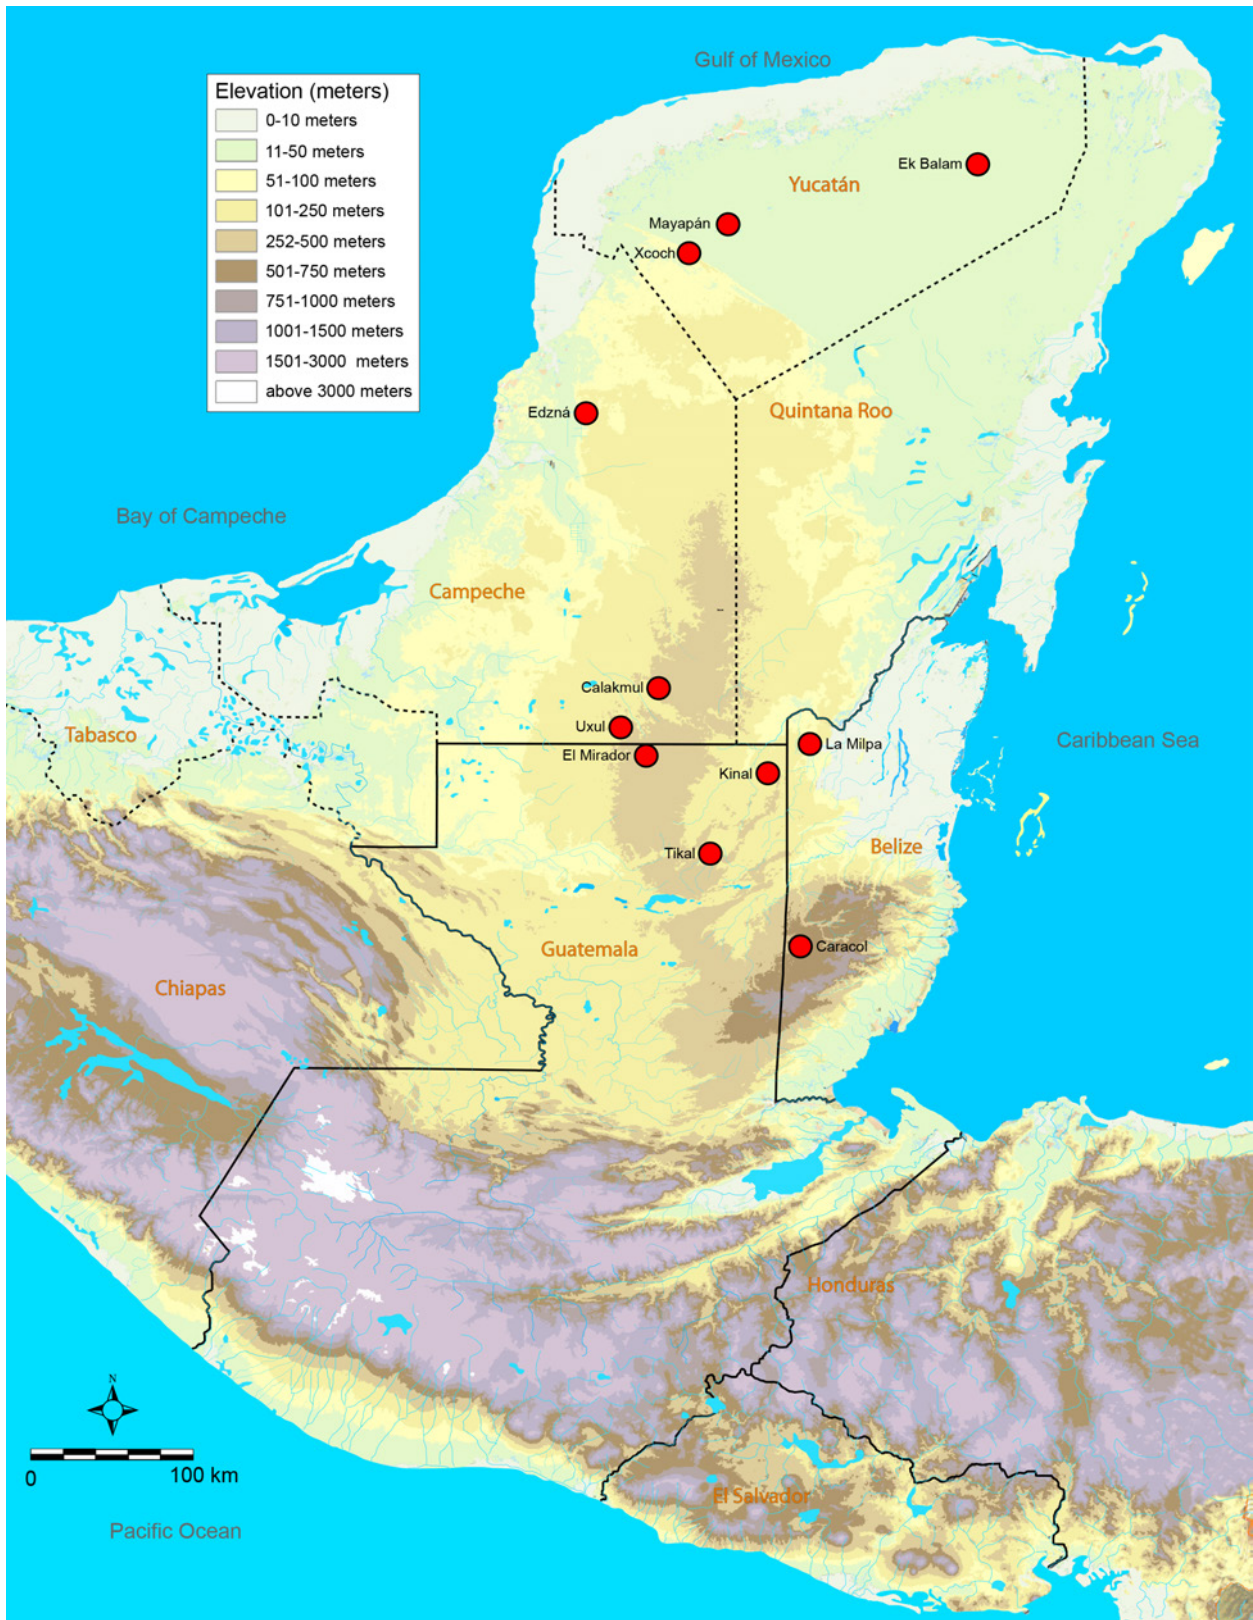 Gulf of Mexico
Elevation (meters)
0-10 meters
11-50 meters
51-100 meters
101-250 meters
252-500 meters
501-750 meters
751-1000 meters
1001-1500 meters
1501-3000 meters
above 3000 meters
Ek Balam
Yucatán
Mayapán
Xcoch
Edzná
Quintana Roo
Bay of Campeche
Campeche
Calakmul
Uxul
Tabasco
La Milpa
Caribbean Sea
El Mirador
Kinal
Tikal
Belize
Caracol
Guatemala
Chiapas
Honduras
N
0
100 km
El Salvador
Pacific Ocean